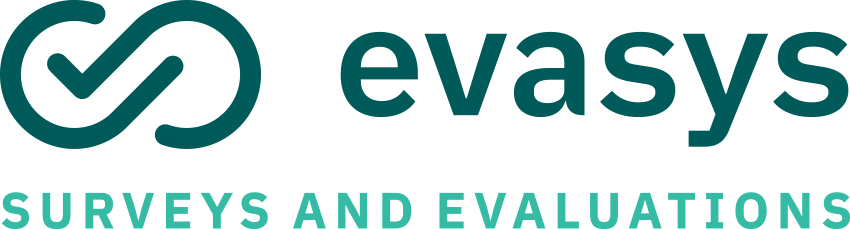 evasys
SURVEYS AND EVALUATIONS